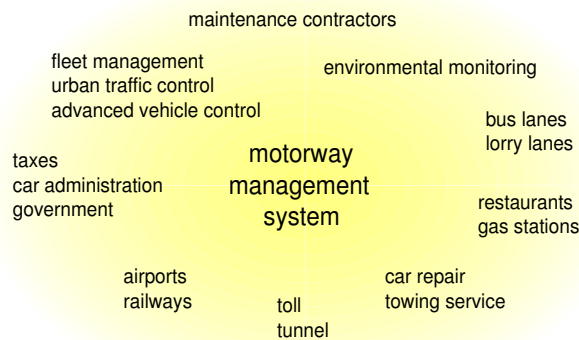 maintenance contractors
fleet management
urban traffic control
advanced vehicle control
environmental monitoring
bus lanes
lorry lanes
taxes
car administration
government
motorway
management
system
restaurants
gas stations
airports
railways
toll
tunnel
car repair
towing service